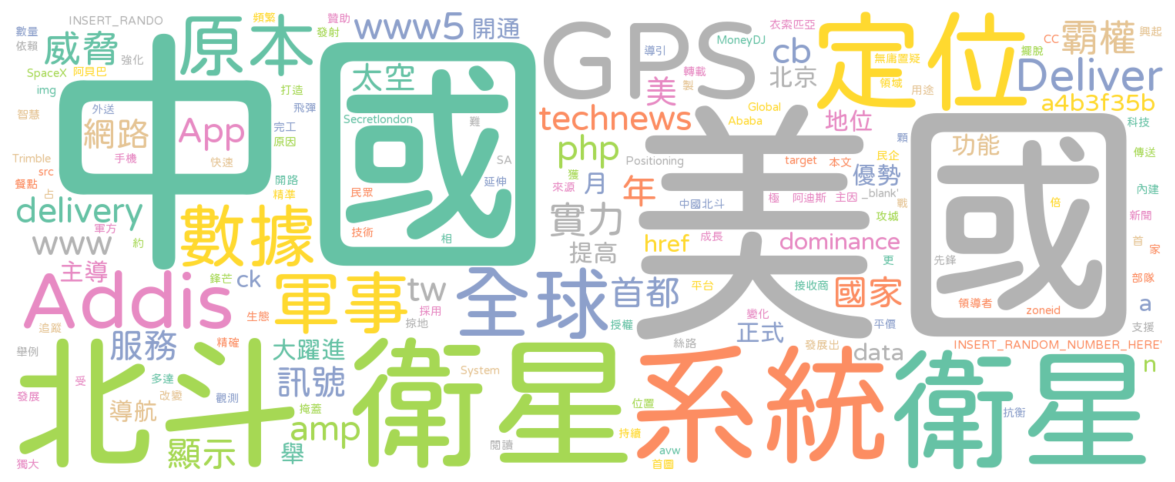 INSERT_RANDO
頻繁
贊助
發射
數量
依賴
威脅
強化
原本
www5
開通
GPS
MoneyDJ
衣索匹亞
興起
CC
霸權
擺脫
無庸置疑
領域
用途
定位
cb
北京
導引
轉載
美
製
SpaceX
阿貝巴
img
打造
飛彈
太空
Deliver
智慧
外送
網路
App
手機
快速
完工
原因
Secretlondon
難
technews
Global
Ababa
地位
a4b3f35b
科技
傳送
顆
民企
功能
中國
美國
Trimble
src
餐點
占
開路
精準
民眾
SA
延伸
php
獲
來源
月
年
Positioning
target
本文
優勢
_blank'
戰
內建
倍
新聞
首
家
極
阿迪斯
主因
攻城
中國北斗
delivery
軍方
約
數據
技術
相
實力
提高
href
成長
dominance
更
先鋒
www
主導
鋒芒
ck
Addis
軍事
tw
採用
掠地
全球
首都
平台
接收商
國家
領導者
zoneid
部隊
a
支援
追蹤
生態
精確
授權
變化
平價
正式
絲路
發展出
INSERT_RANDOM_NUMBER_HERE'
舉例
服務
大躍進
訊號
data
n
受
多達
改變
觀測
System
發展
導航
掩蓋
位置
持續
抗衡
北斗衛星
系統
衛星
獨大
顯示
舉
amp
閱讀
首圖
avw